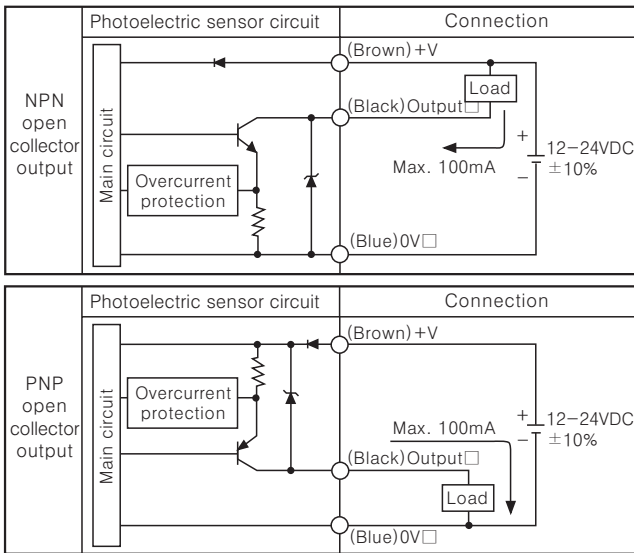 Photoelectric sensor circuit
Connection
NPN
open
collector
output
Main circuit
(Brown)+V
Load
(Black)Output□
Overcurrent
protection
Max. 100mA
+
12-24VDC
−
±10%
(Blue)0V□
Photoelectric sensor circuit
Connection
PNP
open
collector
output
Main circuit
(Brown)+V
Overcurrent
protection
Max. 100mA
+
12-24VDC
−
±10%
(Black)Output□
Load
(Blue)0V□